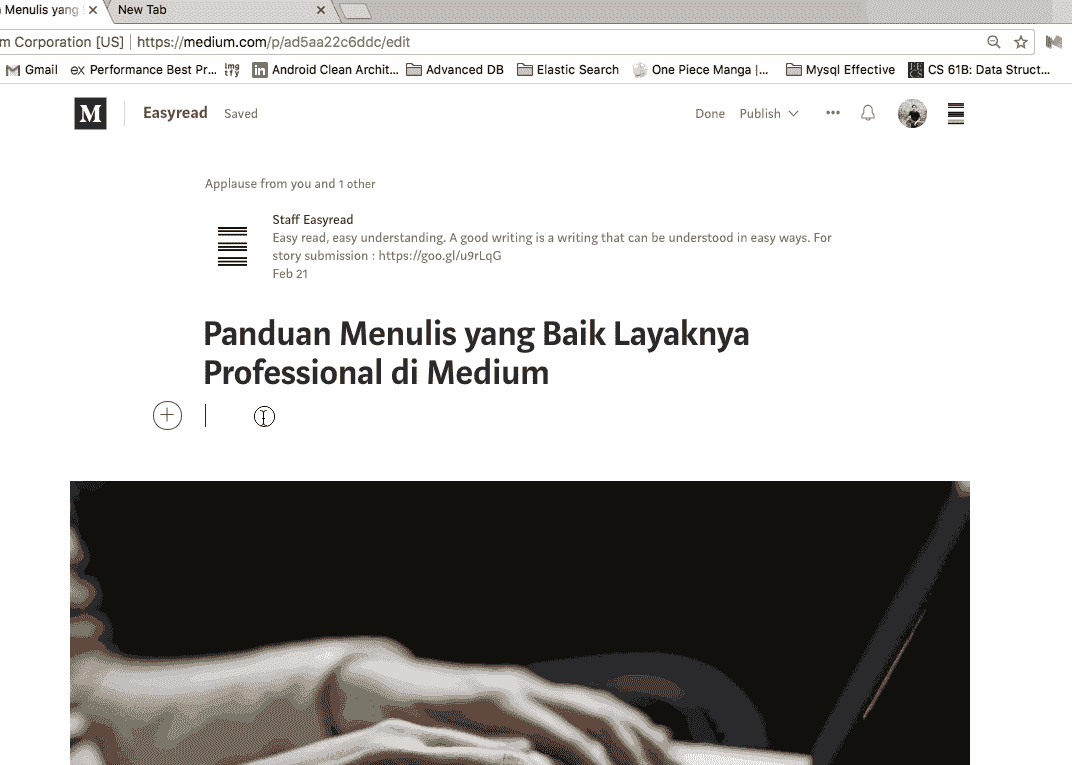 Menulis yang
New Tab
m Corporation [US] https://medium.com/p/ad5aa22c6ddc/edit
Gmail Performance Best Pr... imgfly Android Clean Archit... Advanced DB Elastic Search One Piece Manga |... Mysql Effective CS 61B: Data Struct...
M Easyread Saved Done Publish
Applause from you and 1 other
Staff Easyread
Easy read, easy understanding. A good writing is a writing that can be understood in easy ways. For
story submission : https://goo.gl/u9rLqG
Feb 21
Panduan Menulis yang Baik Layaknya
Professional di Medium